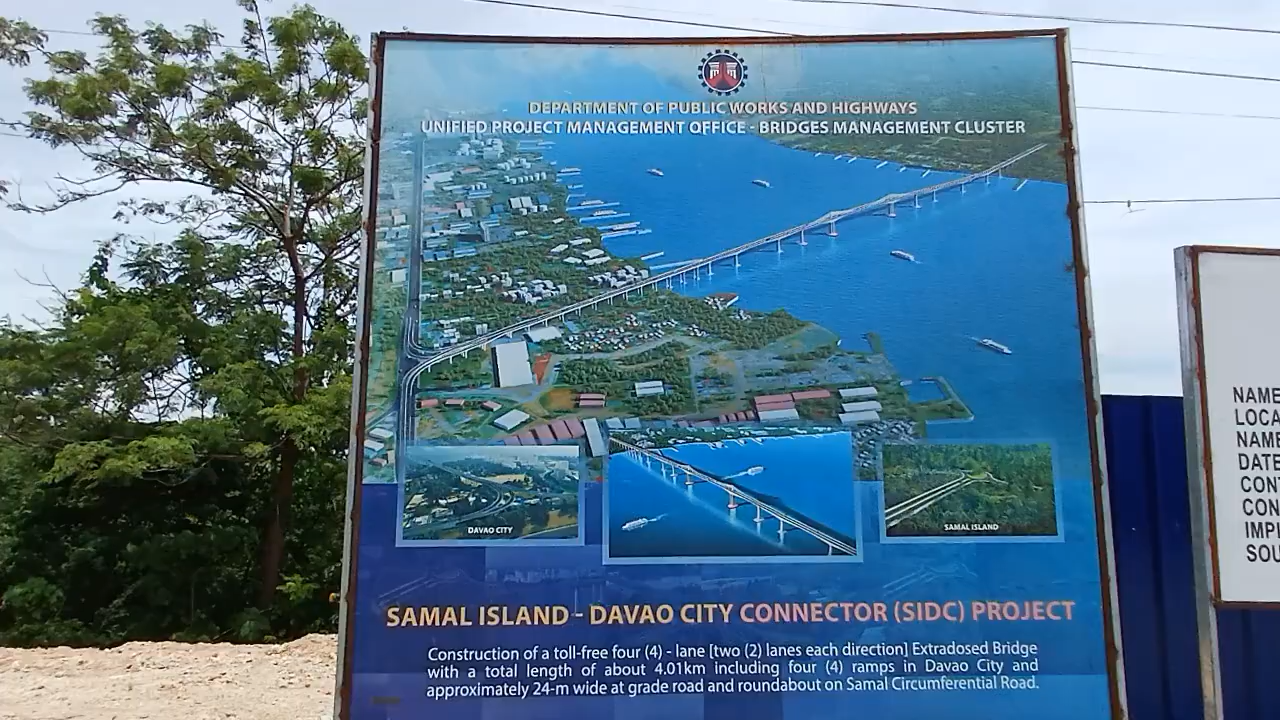 DEPARTMENT OF PUBLIC WORKS AND HIGHWAYS
UNIFIED PROJECT MANAGEMENT OFFICE - BRIDGES MANAGEMENT CLUSTER
DAVAO CITY
SAMAL ISLAND
SAMAL ISLAND - DAVAO CITY CONNECTOR (SIDC) PROJECT
Construction of a toll-free four (4) - lane [two (2) lanes each direction] Extradosed Bridge
with a total length of about 4.01km including four (4) ramps in Davao City and
approximately 24-m wide at grade road and roundabout on Samal Circumferential Road.
NAME
LOCA
NAME
DATE
CONT
CON
IMPL
SOU